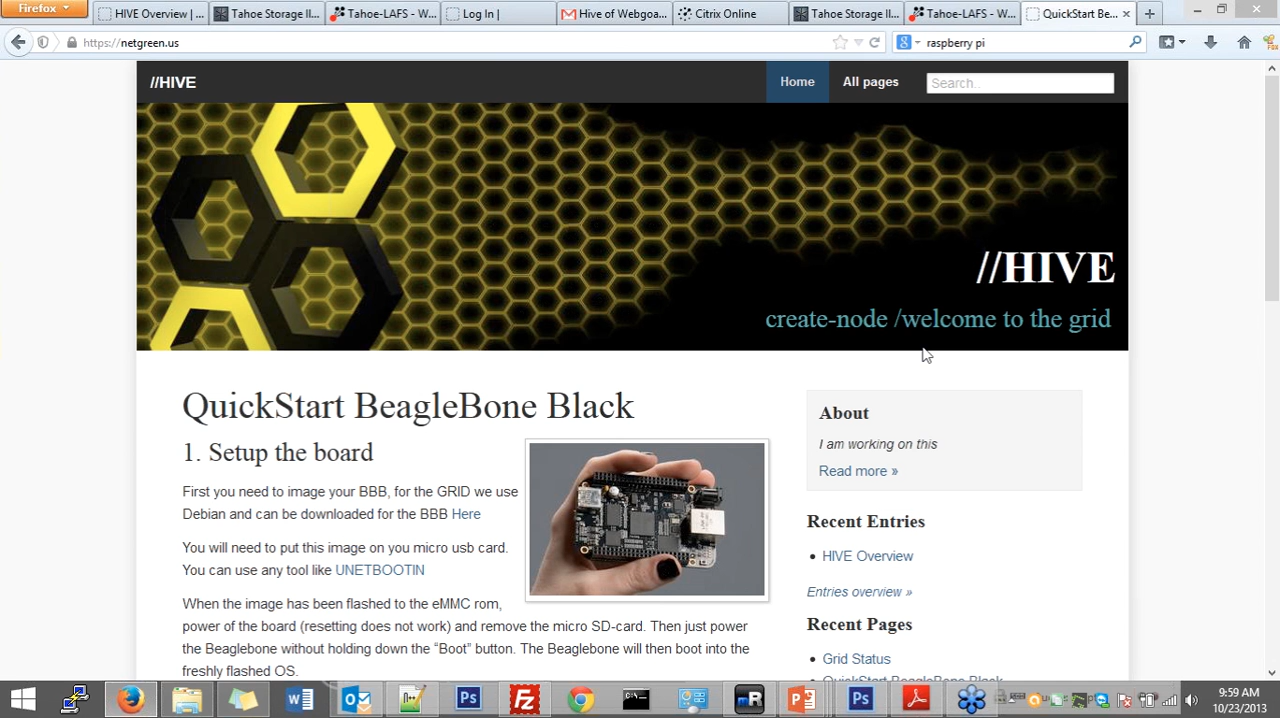 Firefox
HIVE Overview | ...
Tahoe Storage II...
Tahoe-LAFS - W...
Log In |
Hive of Webgoa...
Citrix Online
Tahoe Storage II...
Tahoe-LAFS - W...
QuickStart Be...
https://netgreen.us
raspberry pi
//HIVE
Home
All pages
Search..
//HIVE
create-node /welcome to the grid
QuickStart BeagleBone Black
1. Setup the board
First you need to image your BBB, for the GRID we use
Debian and can be downloaded for the BBB Here
You will need to put this image on you micro usb card.
You can use any tool like UNETBOOTIN
When the image has been flashed to the eMMC rom,
power of the board (resetting does not work) and remove the micro SD-card. Then just power
the Beaglebone without holding down the “Boot” button. The Beaglebone will then boot into the
freshly flashed OS.
About
I am working on this
Read more »
Recent Entries
HIVE Overview
Entries overview »
Recent Pages
Grid Status
QuickStart BeagleBone Black
9:59 AM
10/23/2013